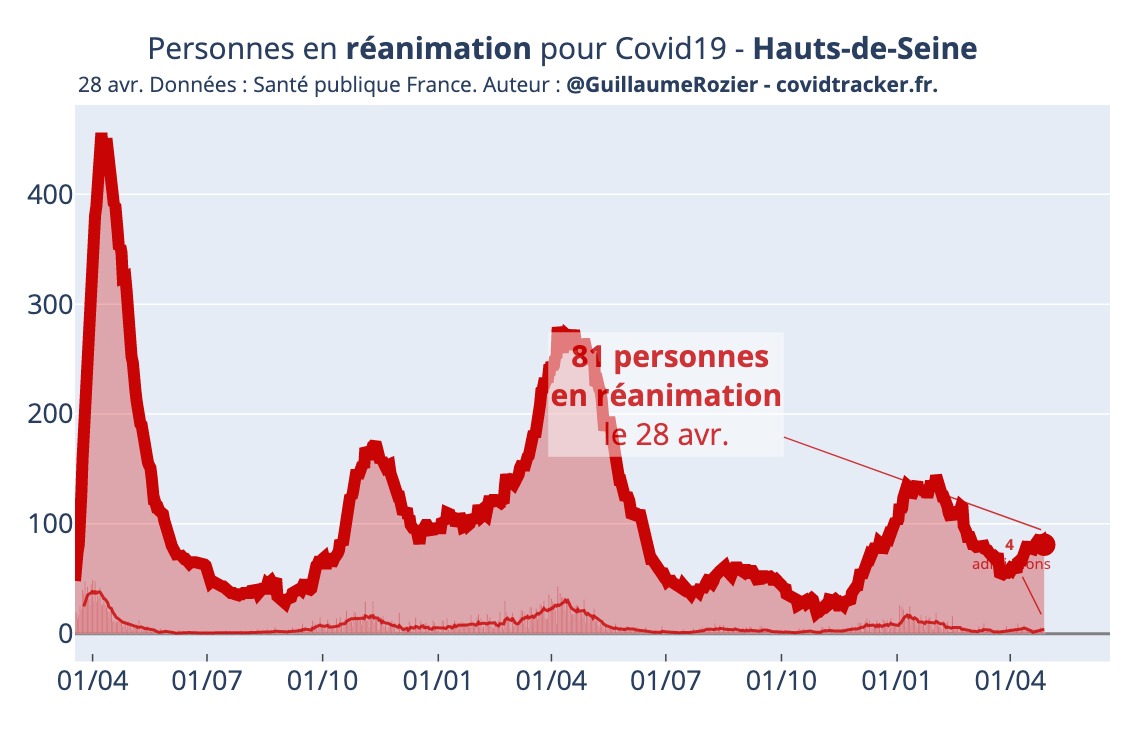 Personnes en réanimation pour Covid19 - Hauts-de-Seine
28 avr. Données : Santé publique France. Auteur : @GuillaumeRozier - covidtracker.fr.
400
300
81 personnes
en réanimation
200
le 28 avr.
100
4
admissions
0
01/04 01/07 01/10 01/01 01/04 01/07 01/10 01/01 01/04